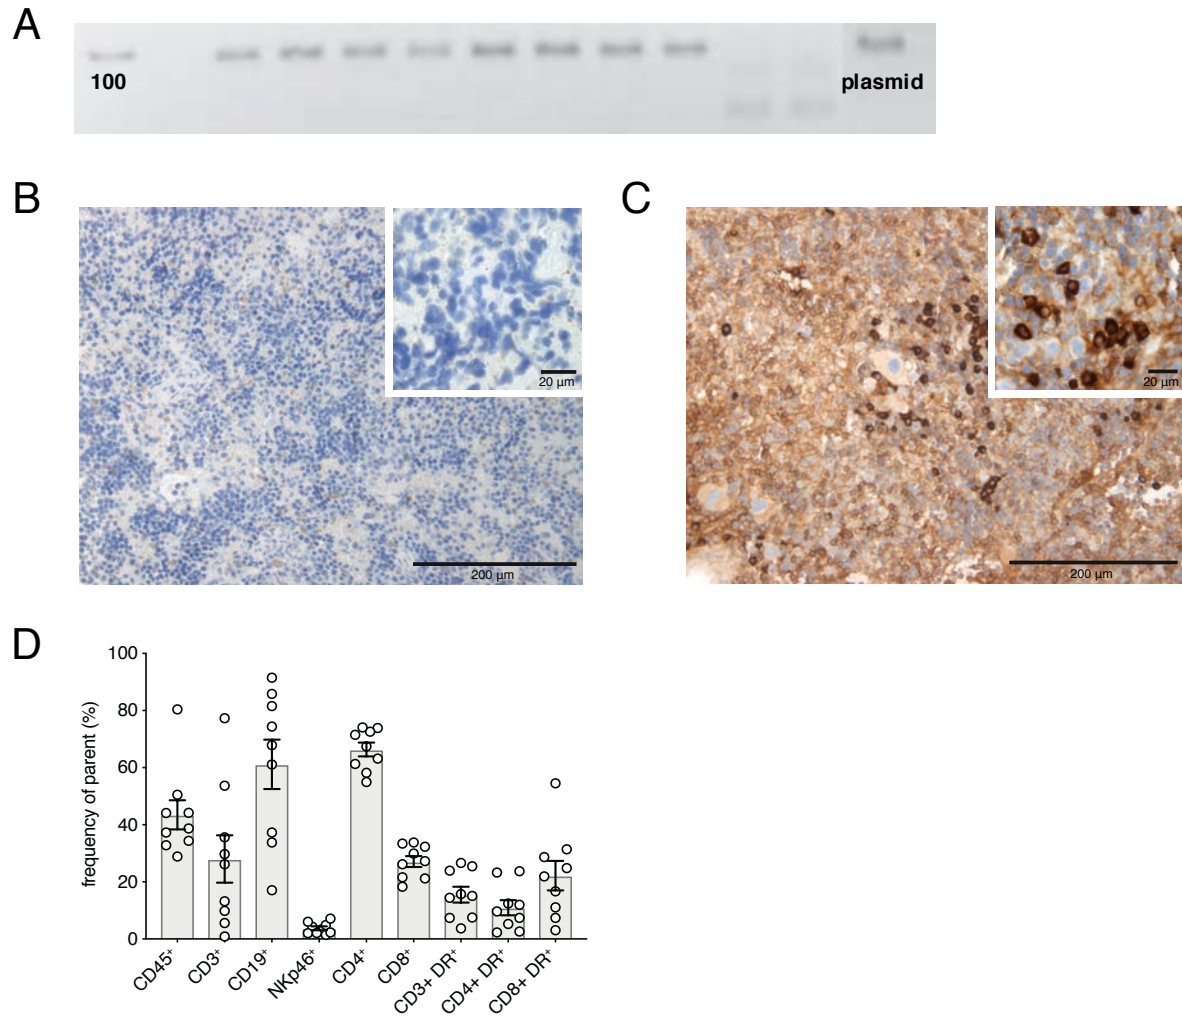 A
100
plasmid
B
20 µm
200 µm
C
20 µm
200 µm
D
frequency of parent (%)
100
80
60
40
20
0
CD45⁺
CD3⁺
CD19⁺
NKp46⁺
CD4⁺
CD8⁺
CD3+ DR⁺
CD4+ DR⁺
CD8+ DR⁺